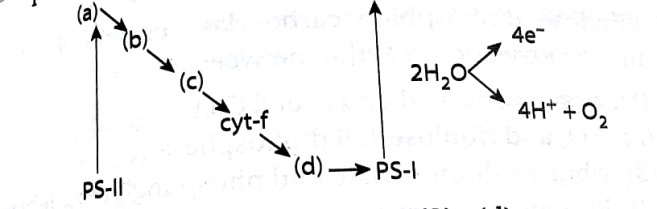 (a)
(b)
(c)
cyt-f
(d)
PS-I
PS-II
2H₂O
4e⁻
4H⁺ + O₂